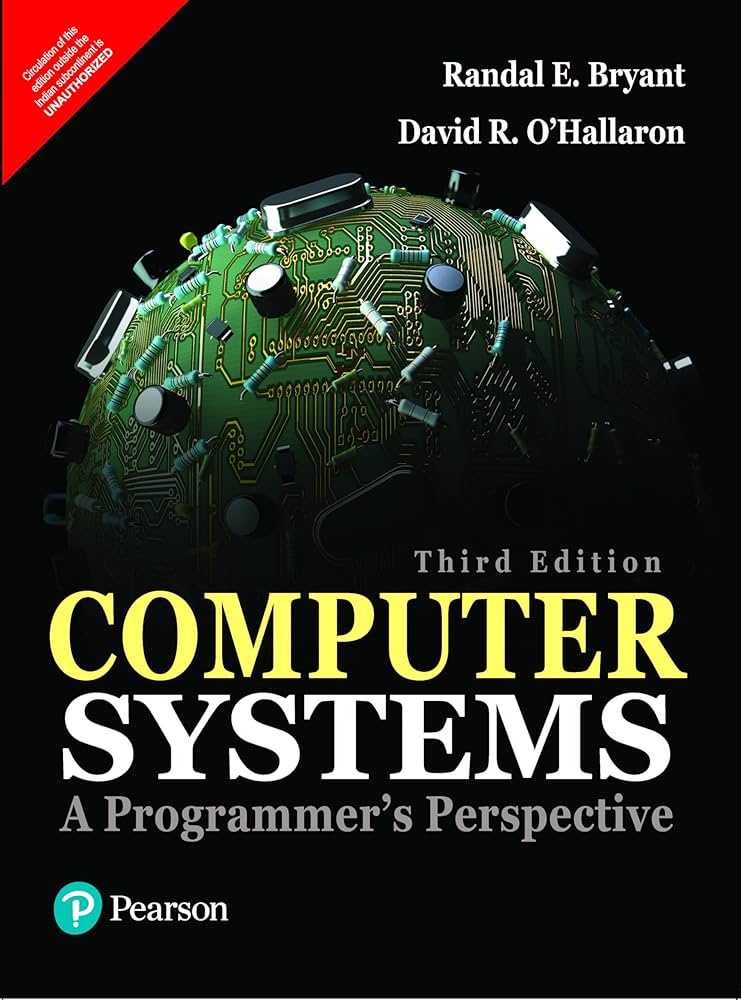 Circulation of this
edition outside the
Indian subcontinent is
UNAUTHORIZED
Randal E. Bryant
David R. O’Hallaron
Third Edition
COMPUTER
SYSTEMS
A Programmer’s Perspective
Pearson